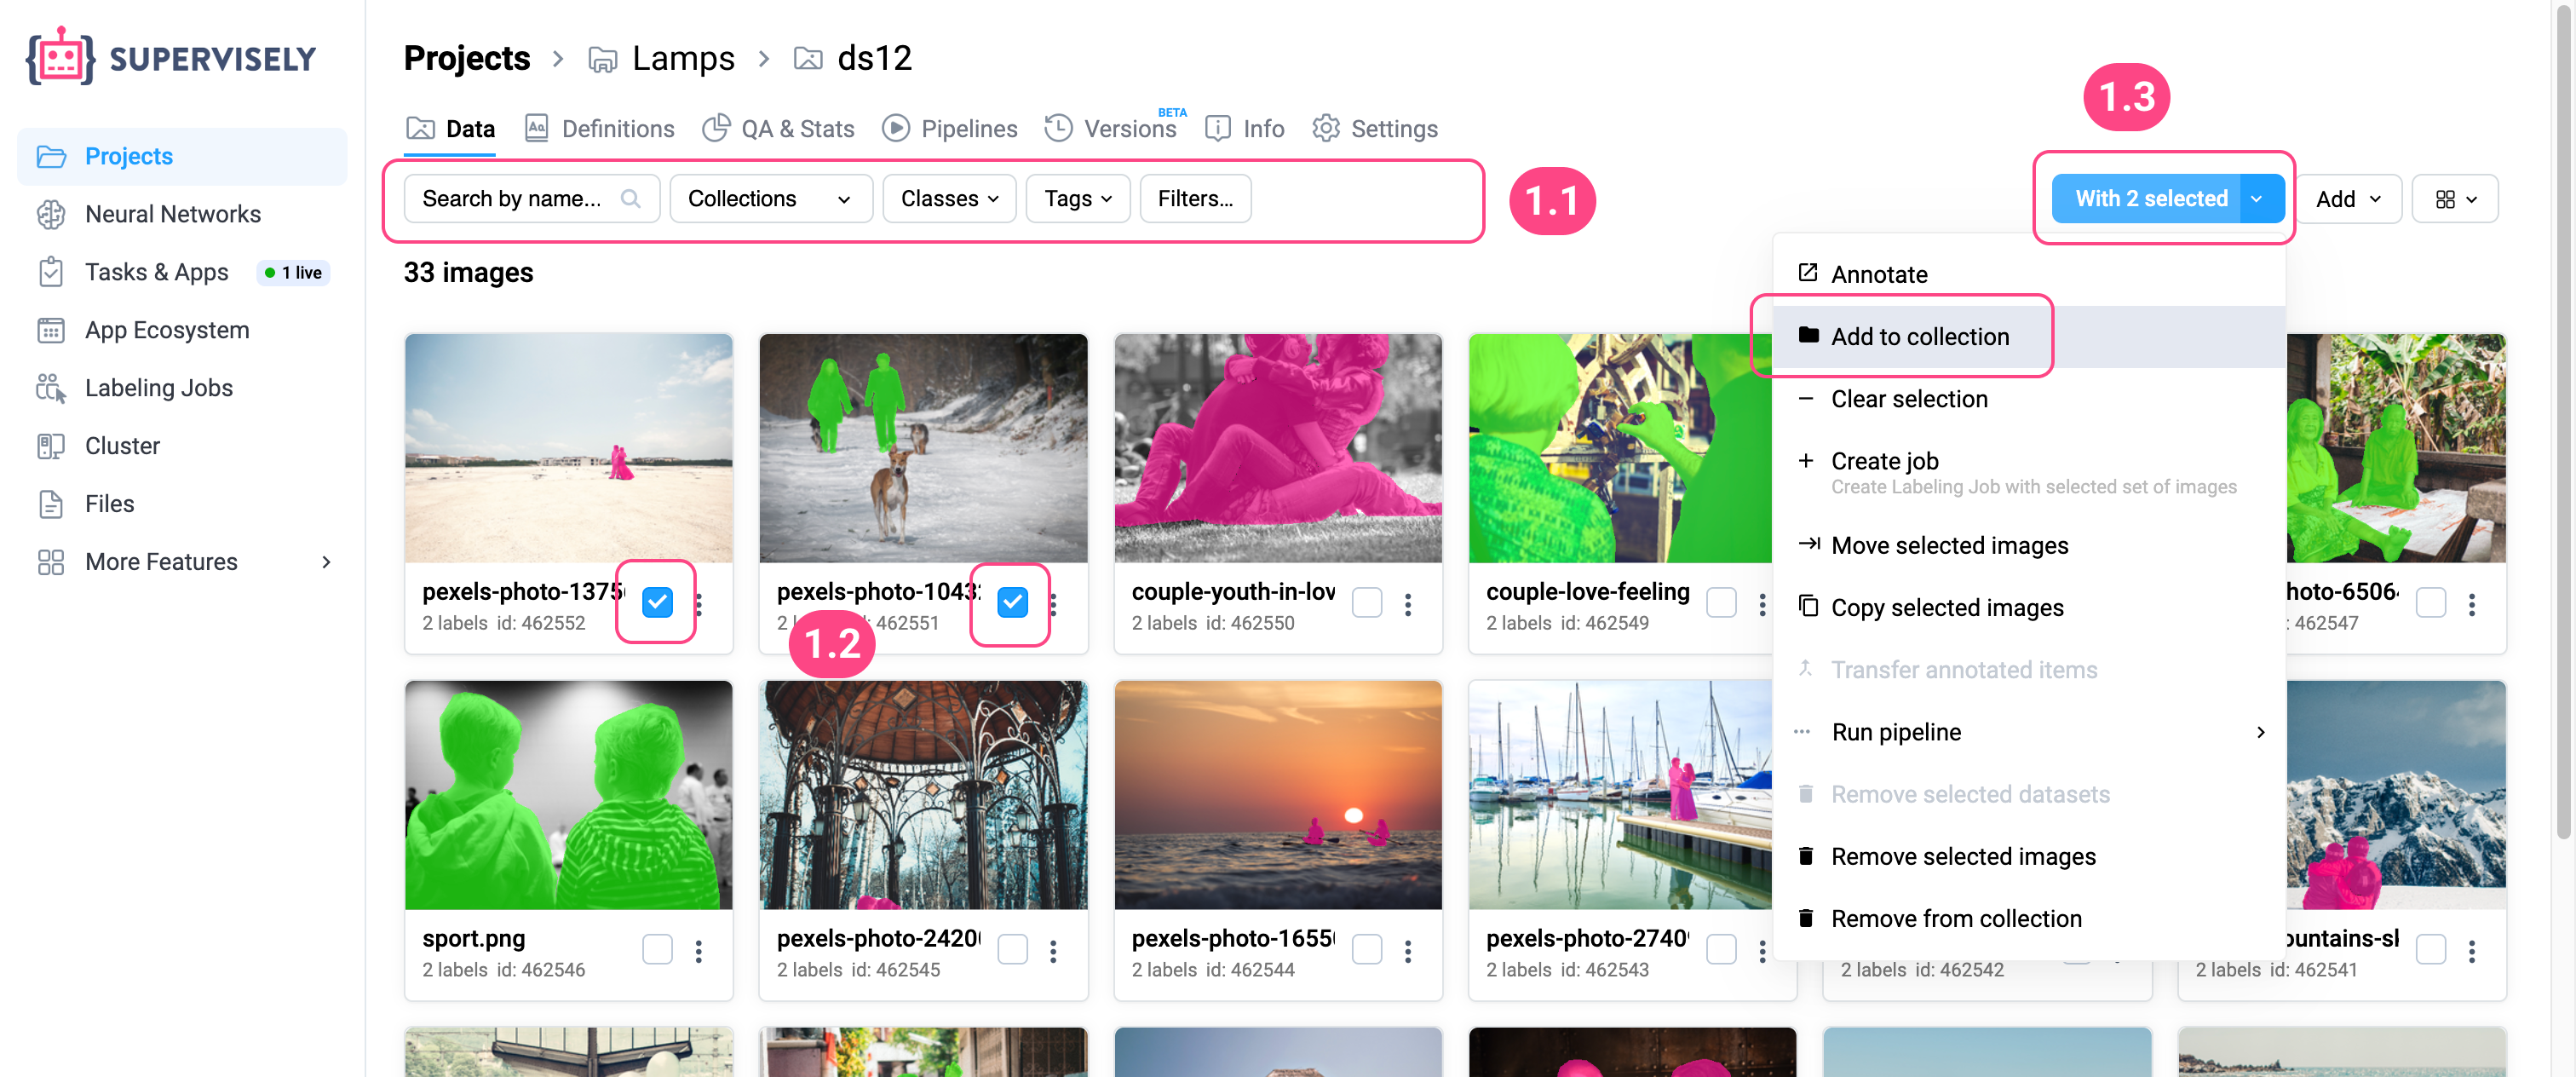 SUPERVISELY
Projects
Neural Networks
Tasks & Apps 1 live
App Ecosystem
Labeling Jobs
Cluster
Files
More Features
Projects > Lamps > ds12
Data Definitions QA & Stats Pipelines Versions BETA Info Settings
1.3
Search by name... Collections Classes Tags Filters...
1.1
With 2 selected Add
33 images
Annotate
Add to collection
Clear selection
Create job
Create Labeling Job with selected set of images
Move selected images
Copy selected images
Transfer annotated items
Run pipeline
Remove selected datasets
Remove selected images
Remove from collection
pexels-photo-1375
2 labels id: 462552
pexels-photo-1043
2 l : 462551
1.2
couple-youth-in-lov
2 labels id: 462550
couple-love-feeling
2 labels id: 462549
hoto-6506
: 462547
sport.png
2 labels id: 462546
pexels-photo-2420
2 labels id: 462545
pexels-photo-1655
2 labels id: 462544
pexels-photo-2740
2 labels id: 462543
2 labels id: 462542
ountains-sl
2 labels id: 462541